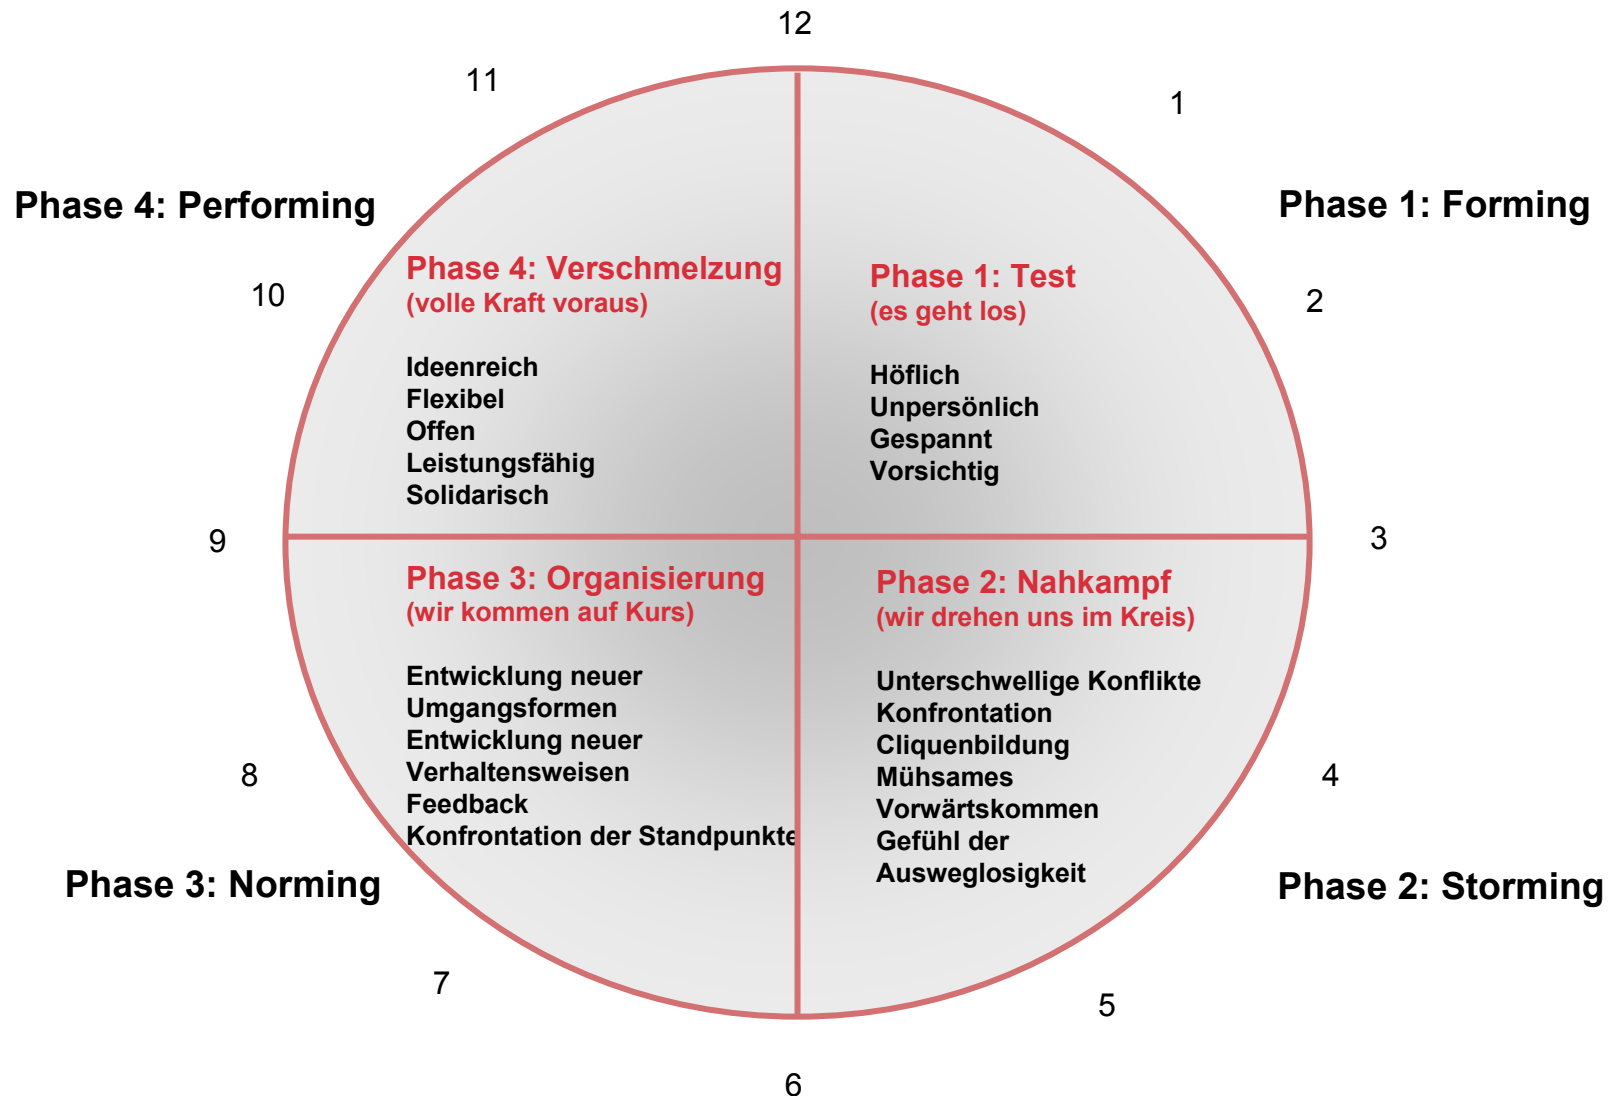 12
11
1
Phase 4: Performing
Phase 1: Forming
Phase 4: Verschmelzung
(volle Kraft voraus)
Ideenreich
Flexibel
Offen
Leistungsfähig
Solidarisch
Phase 1: Test
(es geht los)
Höflich
Unpersönlich
Gespannt
Vorsichtig
10
2
9
3
Phase 3: Organisierung
(wir kommen auf Kurs)
Entwicklung neuer
Umgangsformen
Entwicklung neuer
Verhaltensweisen
Feedback
Konfrontation der Standpunkte
Phase 2: Nahkampf
(wir drehen uns im Kreis)
Unterschwellige Konflikte
Konfrontation
Cliquenbildung
Mühsames
Vorwärtskommen
Gefühl der
Ausweglosigkeit
8
4
Phase 3: Norming
Phase 2: Storming
7
5
6